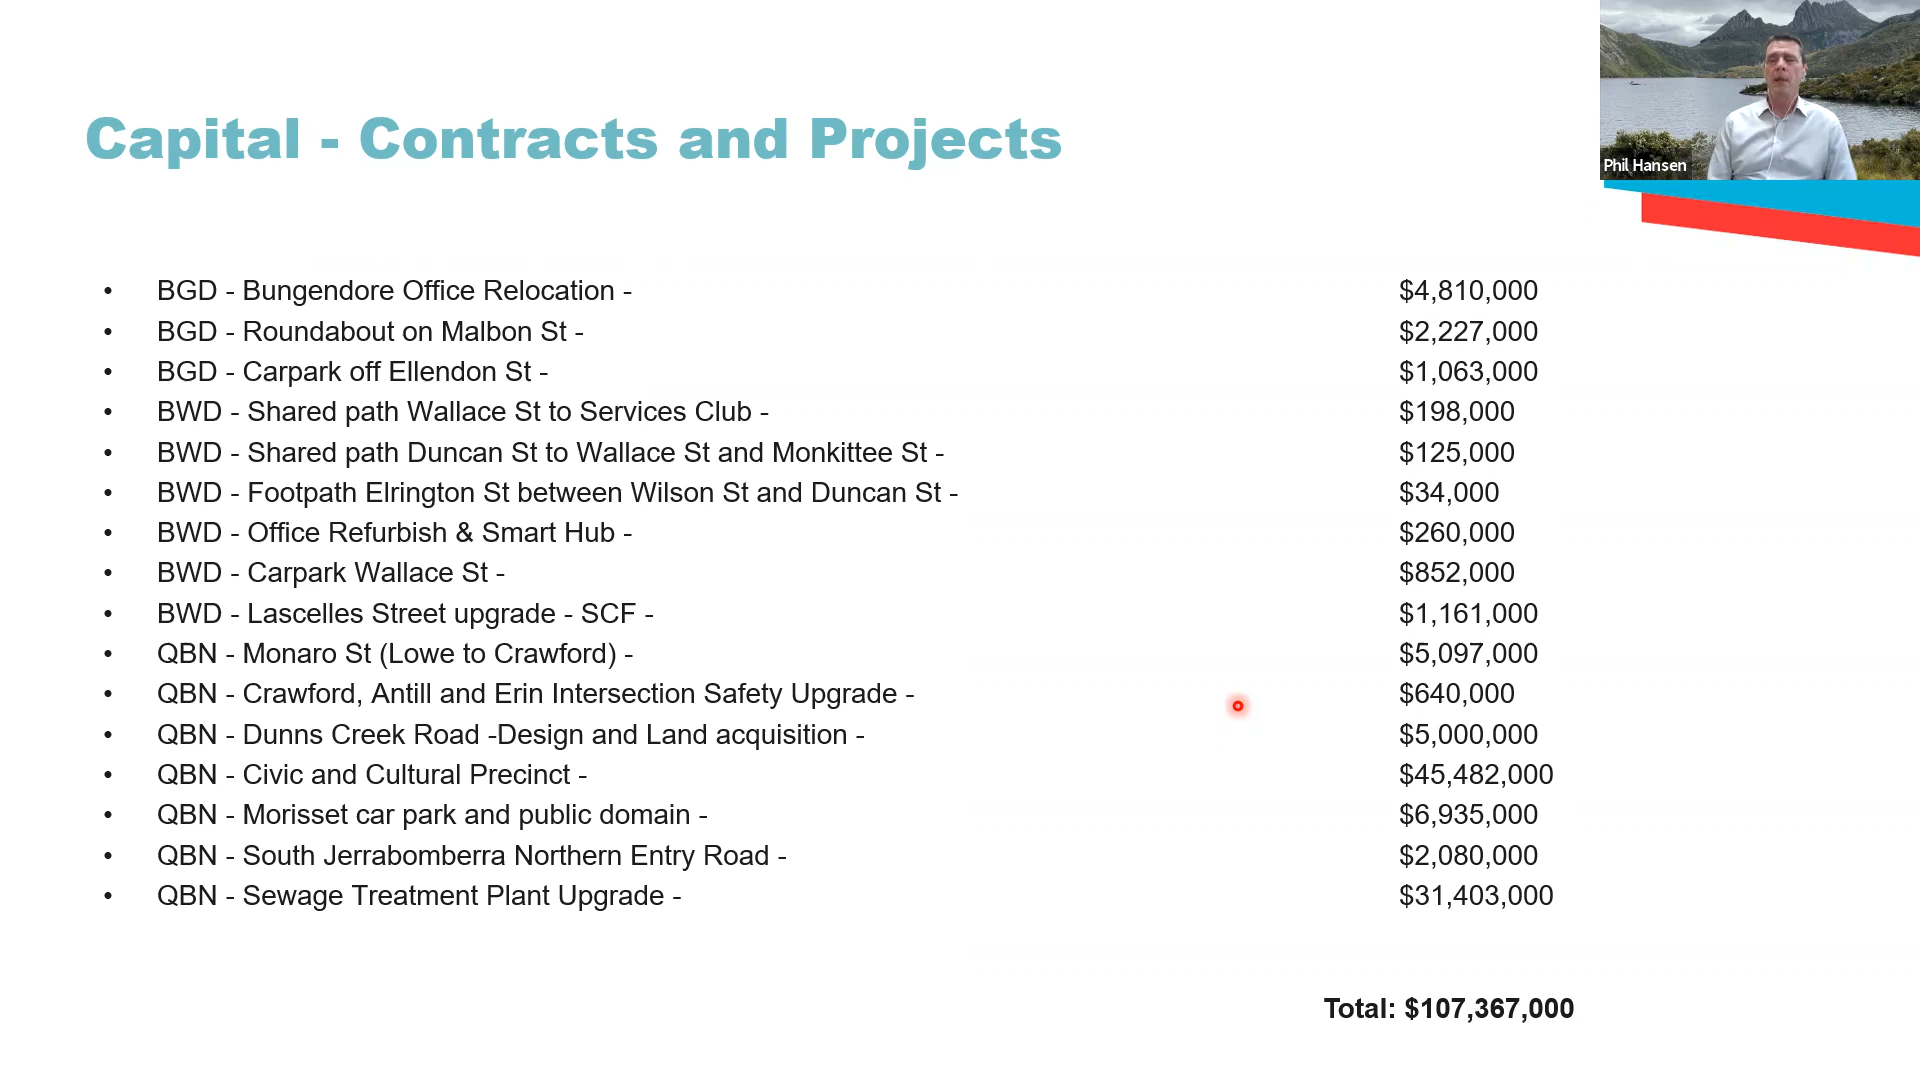 Capital - Contracts and Projects
Phil Hansen
• BGD - Bungendore Office Relocation - $4,810,000
• BGD - Roundabout on Malbon St - $2,227,000
• BGD - Carpark off Ellendon St - $1,063,000
• BWD - Shared path Wallace St to Services Club - $198,000
• BWD - Shared path Duncan St to Wallace St and Monkittee St - $125,000
• BWD - Footpath Elrington St between Wilson St and Duncan St - $34,000
• BWD - Office Refurbish & Smart Hub - $260,000
• BWD - Carpark Wallace St - $852,000
• BWD - Lascelles Street upgrade - SCF - $1,161,000
• QBN - Monaro St (Lowe to Crawford) - $5,097,000
• QBN - Crawford, Antill and Erin Intersection Safety Upgrade - $640,000
• QBN - Dunns Creek Road -Design and Land acquisition - $5,000,000
• QBN - Civic and Cultural Precinct - $45,482,000
• QBN - Morisset car park and public domain - $6,935,000
• QBN - South Jerrabomberra Northern Entry Road - $2,080,000
• QBN - Sewage Treatment Plant Upgrade - $31,403,000
Total: $107,367,000